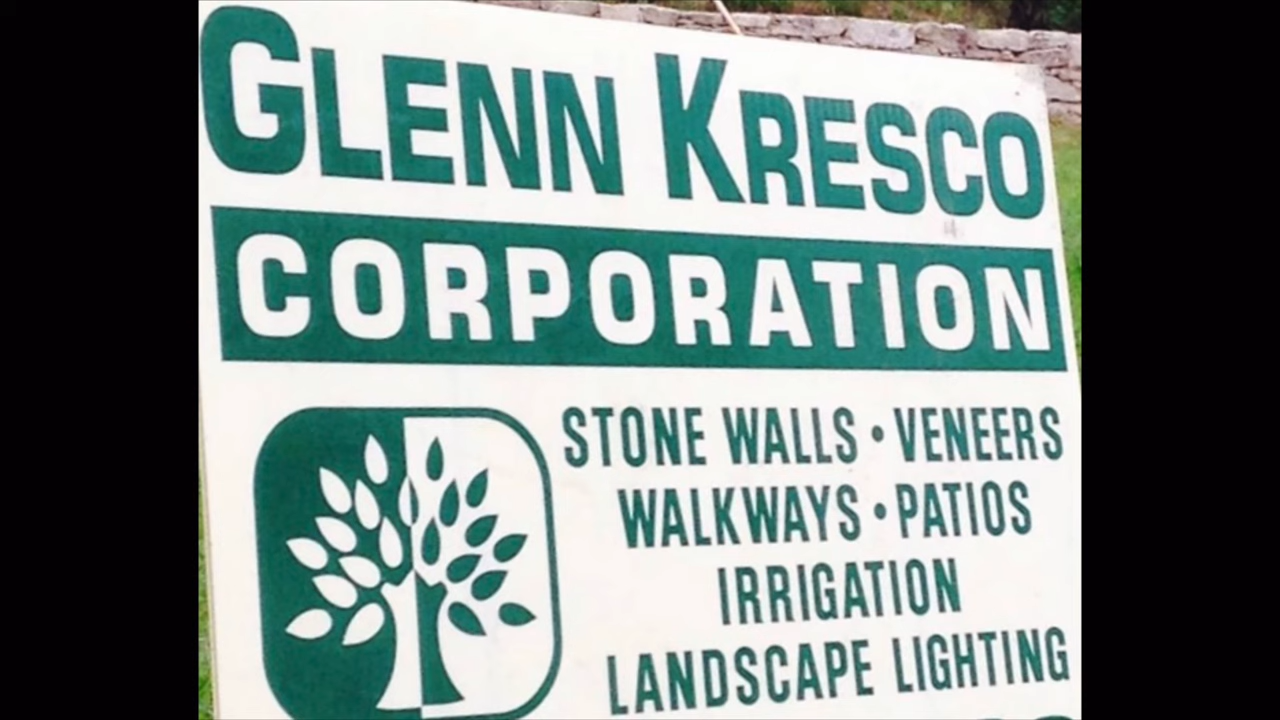 GLENN KRESCO
CORPORATION
STONE WALLS • VENEERS
WALKWAYS • PATIOS
IRRIGATION
LANDSCAPE LIGHTING